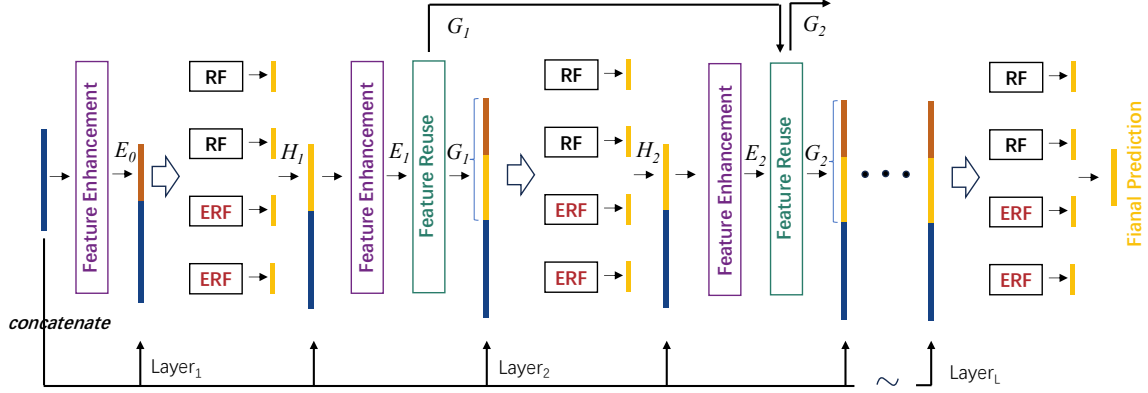 G1
G2
Feature Enhancement
E0
RF
RF
ERF
ERF
H1
Feature Enhancement
E1
Feature Reuse
G1
RF
RF
ERF
ERF
H2
Feature Enhancement
E2
Feature Reuse
G2
• • •
RF
RF
ERF
ERF
Fianal Prediction
concatenate
Layer1
Layer2
~
LayerL